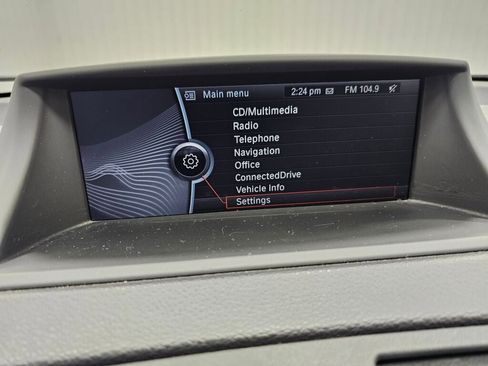 Main menu 2:24 pm FM 104.9
CD/Multimedia
Radio
Telephone
Navigation
Office
ConnectedDrive
Vehicle Info
Settings